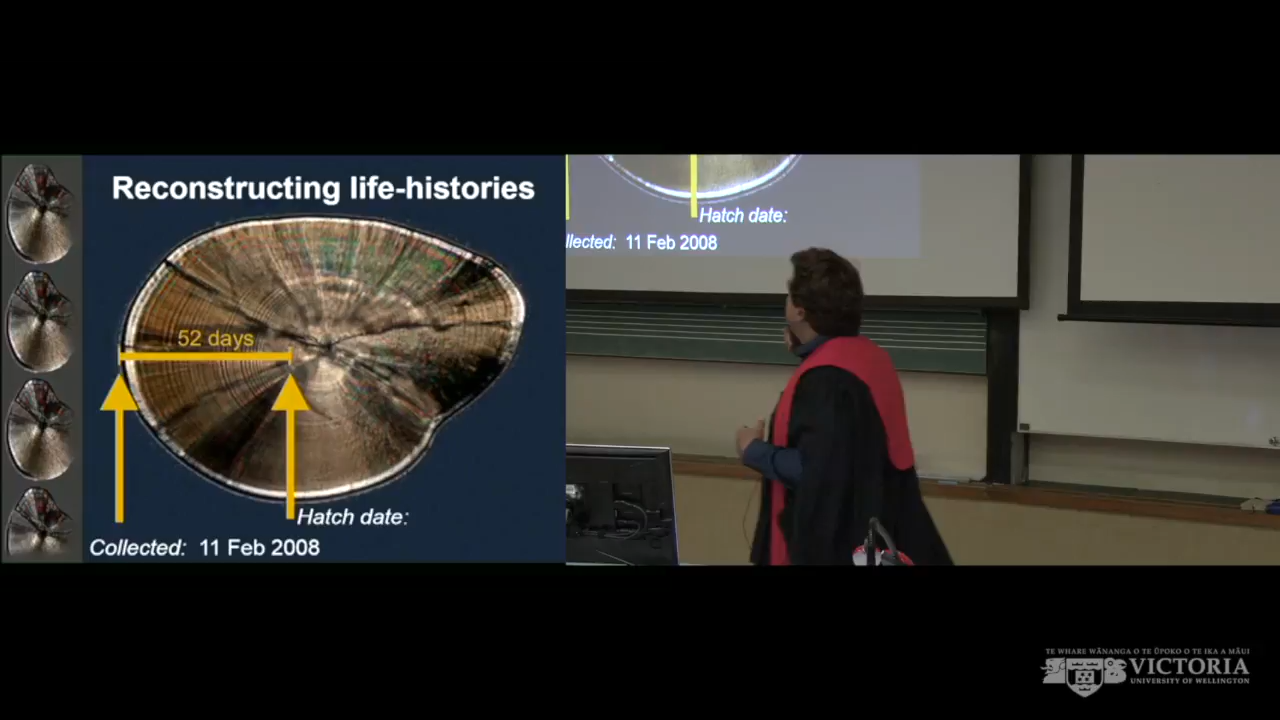 Reconstructing life-histories
52 days
Hatch date:
Collected: 11 Feb 2008
Hatch date:
llected: 11 Feb 2008
TE WHARE WĀNANGA O TE ŪPOKO O TE IKA A MĀUI
VICTORIA
UNIVERSITY OF WELLINGTON